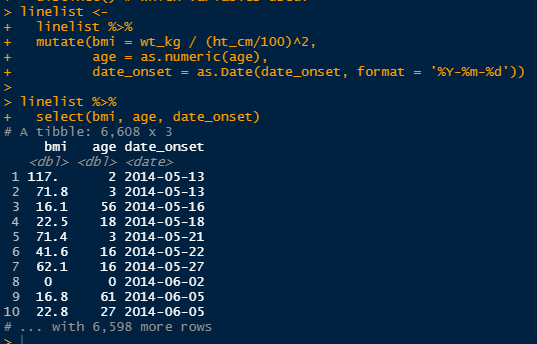 > linelist <-
+   linelist %>%
+   mutate(bmi = wt_kg / (ht_cm/100)^2,
+          age = as.numeric(age),
+          date_onset = as.Date(date_onset, format = '%Y-%m-%d'))
>
> linelist %>%
+   select(bmi, age, date_onset)
# A tibble: 6,608 x 3
     bmi   age date_onset
   <dbl> <dbl> <date>
 1 117.      2 2014-05-13
 2  71.8     3 2014-05-13
 3  16.1    56 2014-05-16
 4  22.5    18 2014-05-18
 5  71.4     3 2014-05-21
 6  41.6    16 2014-05-22
 7  62.1    16 2014-05-27
 8   0       0 2014-06-02
 9  16.8    61 2014-06-05
10  22.8    27 2014-06-05
# ... with 6,598 more rows
>